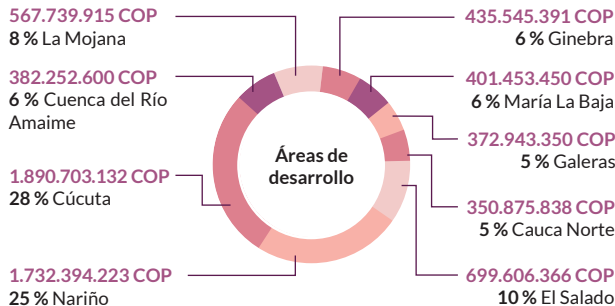 567.739.915 COP
8 % La Mojana
382.252.600 COP
6 % Cuenca del Río
Amaime
1.890.703.132 COP
28 % Cúcuta
1.732.394.223 COP
25 % Nariño
Áreas de
desarrollo
435.545.391 COP
6 % Ginebra
401.453.450 COP
6 % María La Baja
372.943.350 COP
5 % Galeras
350.875.838 COP
5 % Cauca Norte
699.606.366 COP
10 % El Salado